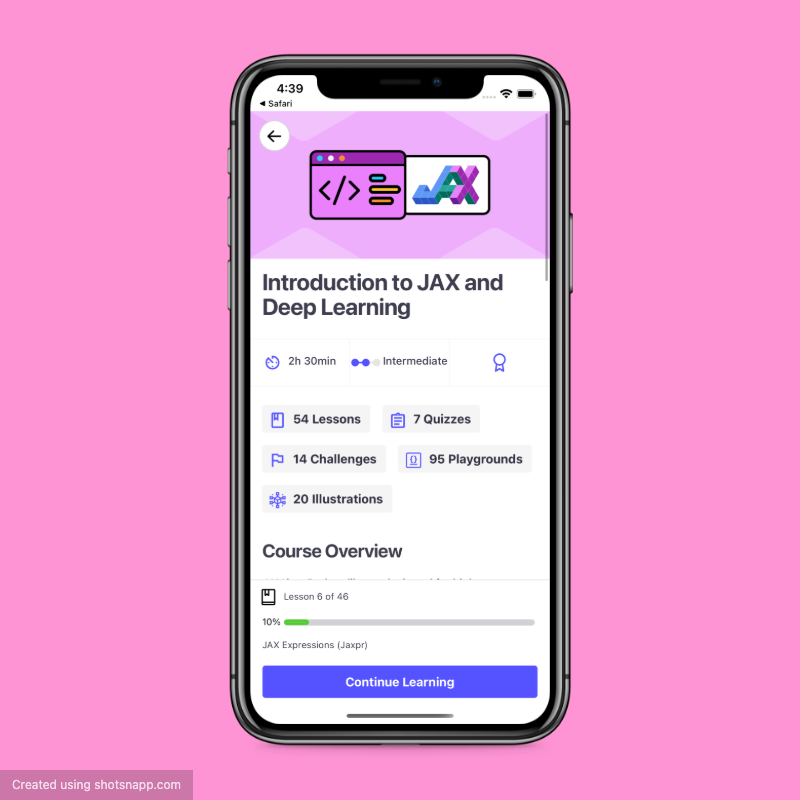 4:39
◀ Safari
</> JAX
Introduction to JAX and
Deep Learning
2h 30min
Intermediate
54 Lessons
7 Quizzes
14 Challenges
95 Playgrounds
20 Illustrations
Course Overview
Lesson 6 of 46
10%
JAX Expressions (Jaxpr)
Continue Learning
Created using shotsnapp.com